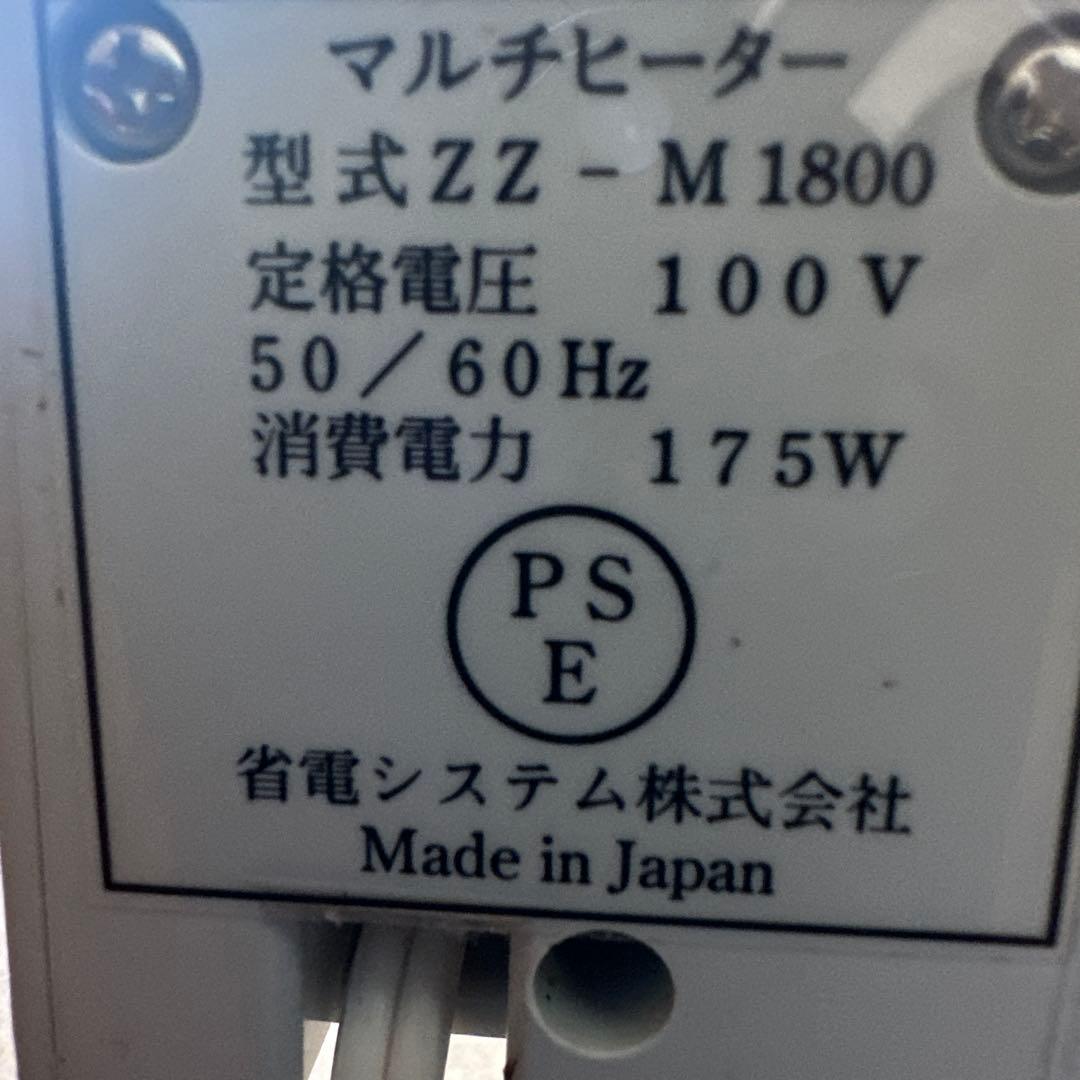 マルチヒーター
型式ZZ－M1800
定格電圧　100V
50／60Hz
消費電力　175W
PS
E
省電システム株式会社
Made in Japan